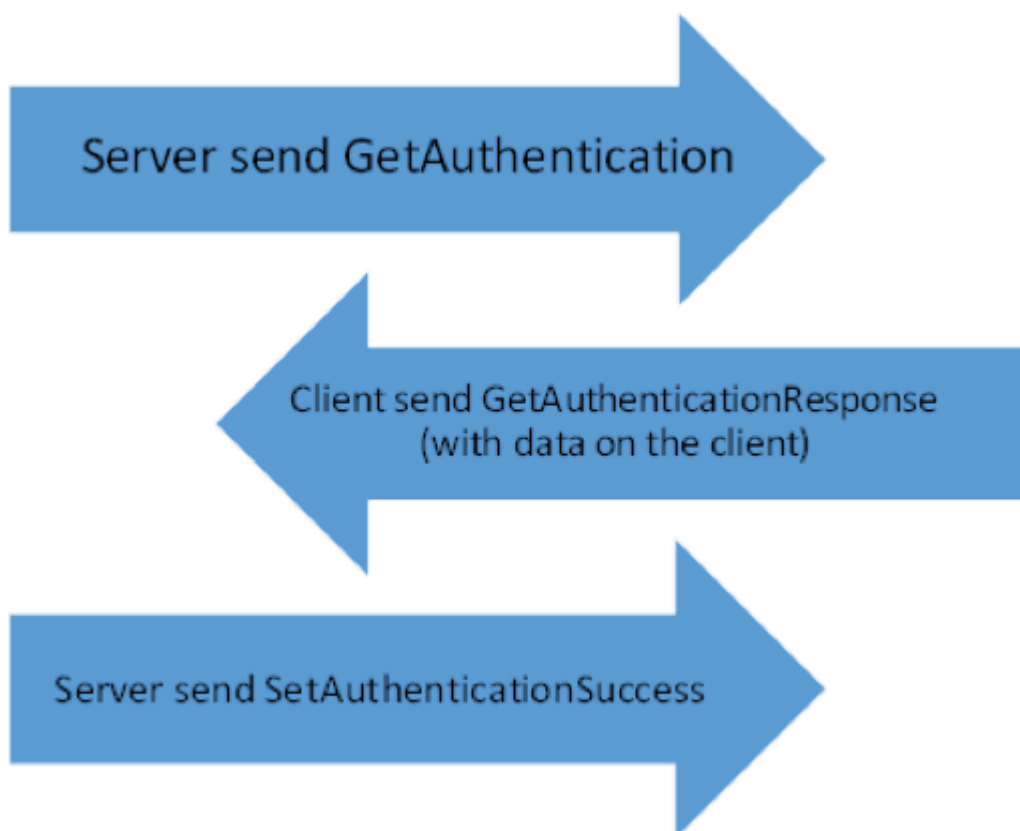 Server send GetAuthentication
Client send GetAuthenticationResponse
(with data on the client)
Server send SetAuthenticationSuccess